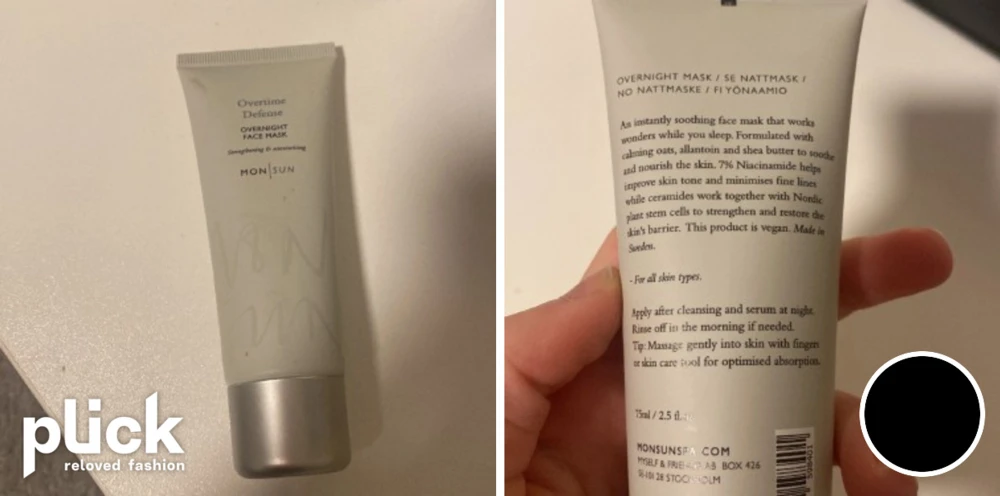 Overtime
Defense
OVERNIGHT
FACE MASK
Strengthening & nourishing
MON|SUN
plick
reloved fashion
OVERNIGHT MASK / SE NATTMASK /
NO NATTMASKE / FI YÖNAAMIO
An instantly soothing face mask that works
wonders while you sleep. Formulated with
calming oats, allantoin and shea butter to soothe
and nourish the skin. 7% Niacinamide helps
improve skin tone and minimises fine lines
while ceramides work together with Nordic
plant stem cells to strengthen and restore the
skin's barrier. This product is vegan. Made in
Sweden.
- For all skin types.
Apply after cleansing and serum at night.
Rinse off in the morning if needed.
Tip: Massage gently into skin with fingers
or skin care tool for optimised absorption.
75ml / 2.5 fl.
MONSUNSPA.COM
MYSELF & FRIENDS AB BOX 426
SE-101 28 STOCKHOLM